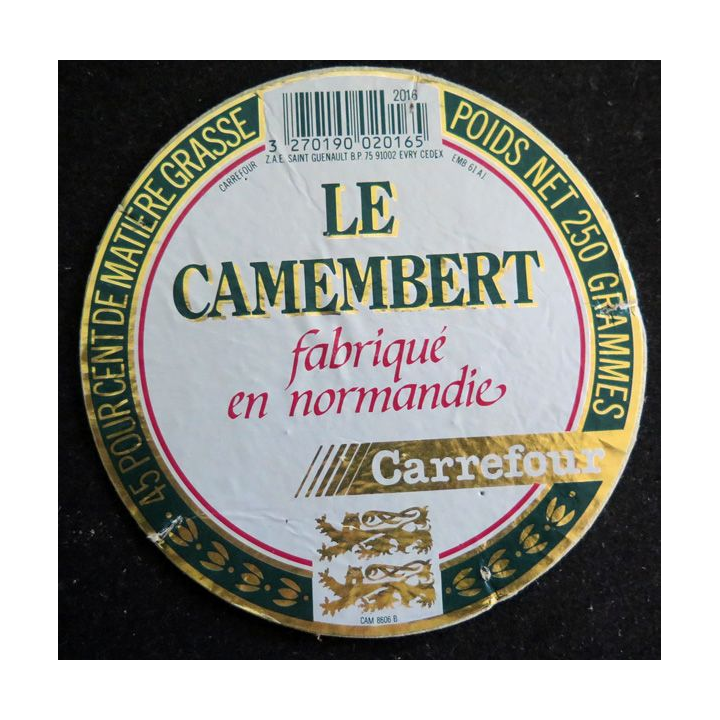 2016
3 270190 020165
CARREFOUR Z.A.E. SAINT GUENAULT B.P. 75 91002 EVRY CEDEX EMB 61 A.I.
45 POUR CENT DE MATIÈRE GRASSE
POIDS NET 250 GRAMMES
LE
CAMEMBERT
fabriqué
en normandie
Carrefour
CAM 8606 B